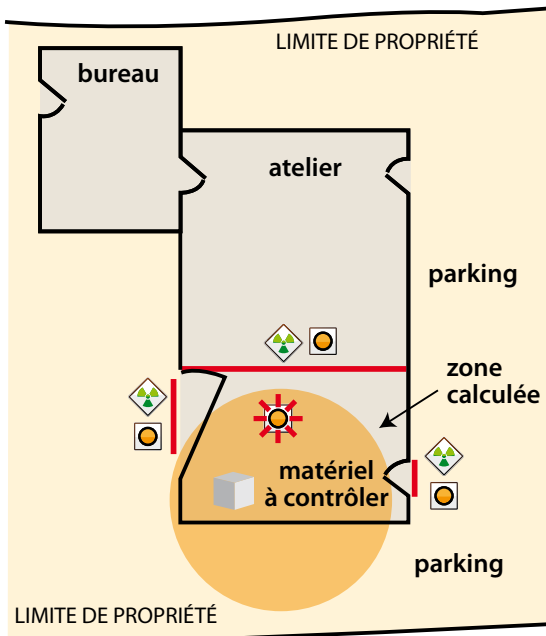 LIMITE DE PROPRIÉTÉ
bureau
atelier
parking
zone
calculée
matériel
à contrôler
parking
LIMITE DE PROPRIÉTÉ